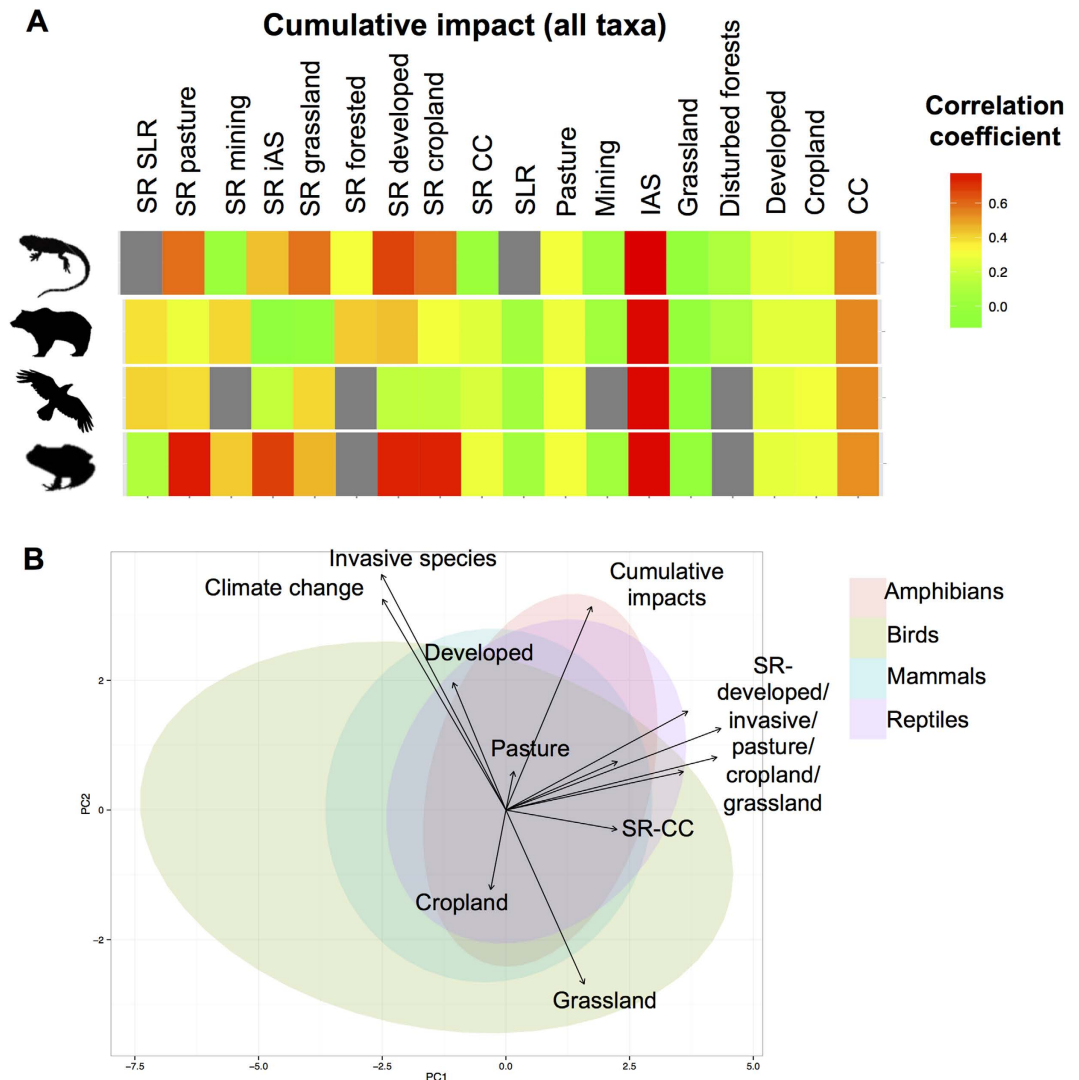 A
Cumulative impact (all taxa)
SR SLR
SR pasture
SR mining
SR iAS
SR grassland
SR forested
SR developed
SR cropland
SR CC
SLR
Pasture
Mining
IAS
Grassland
Disturbed forests
Developed
Cropland
CC
Correlation
coefficient
0.6
0.4
0.2
0.0
B
Invasive species
Climate change
Cumulative
impacts
Developed
Pasture
SR-
developed/
invasive/
pasture/
cropland/
grassland
SR-CC
Cropland
Grassland
Amphibians
Birds
Mammals
Reptiles
2
0
−2
PC2
−7.5
−5.0
−2.5
0.0
2.5
5.0
PC1